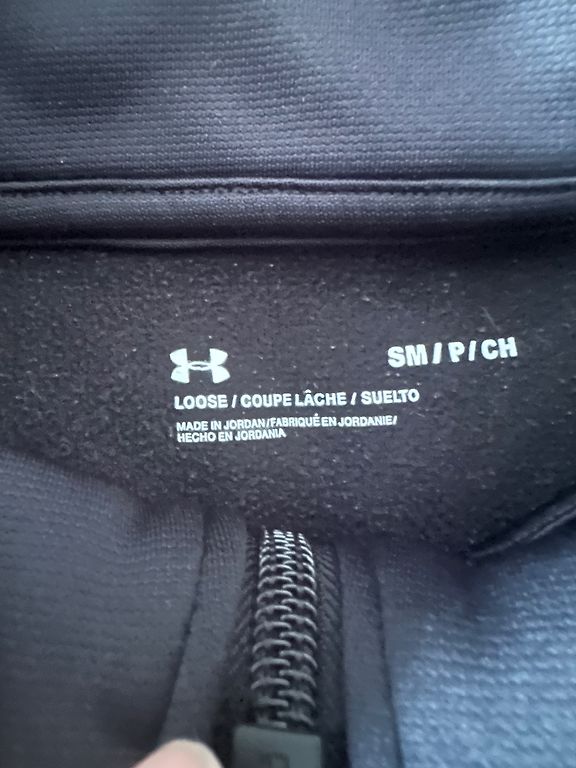 SM / P / CH
LOOSE / COUPE LÂCHE / SUELTO
MADE IN JORDAN/FABRIQUÉ EN JORDANIE/
HECHO EN JORDANIA